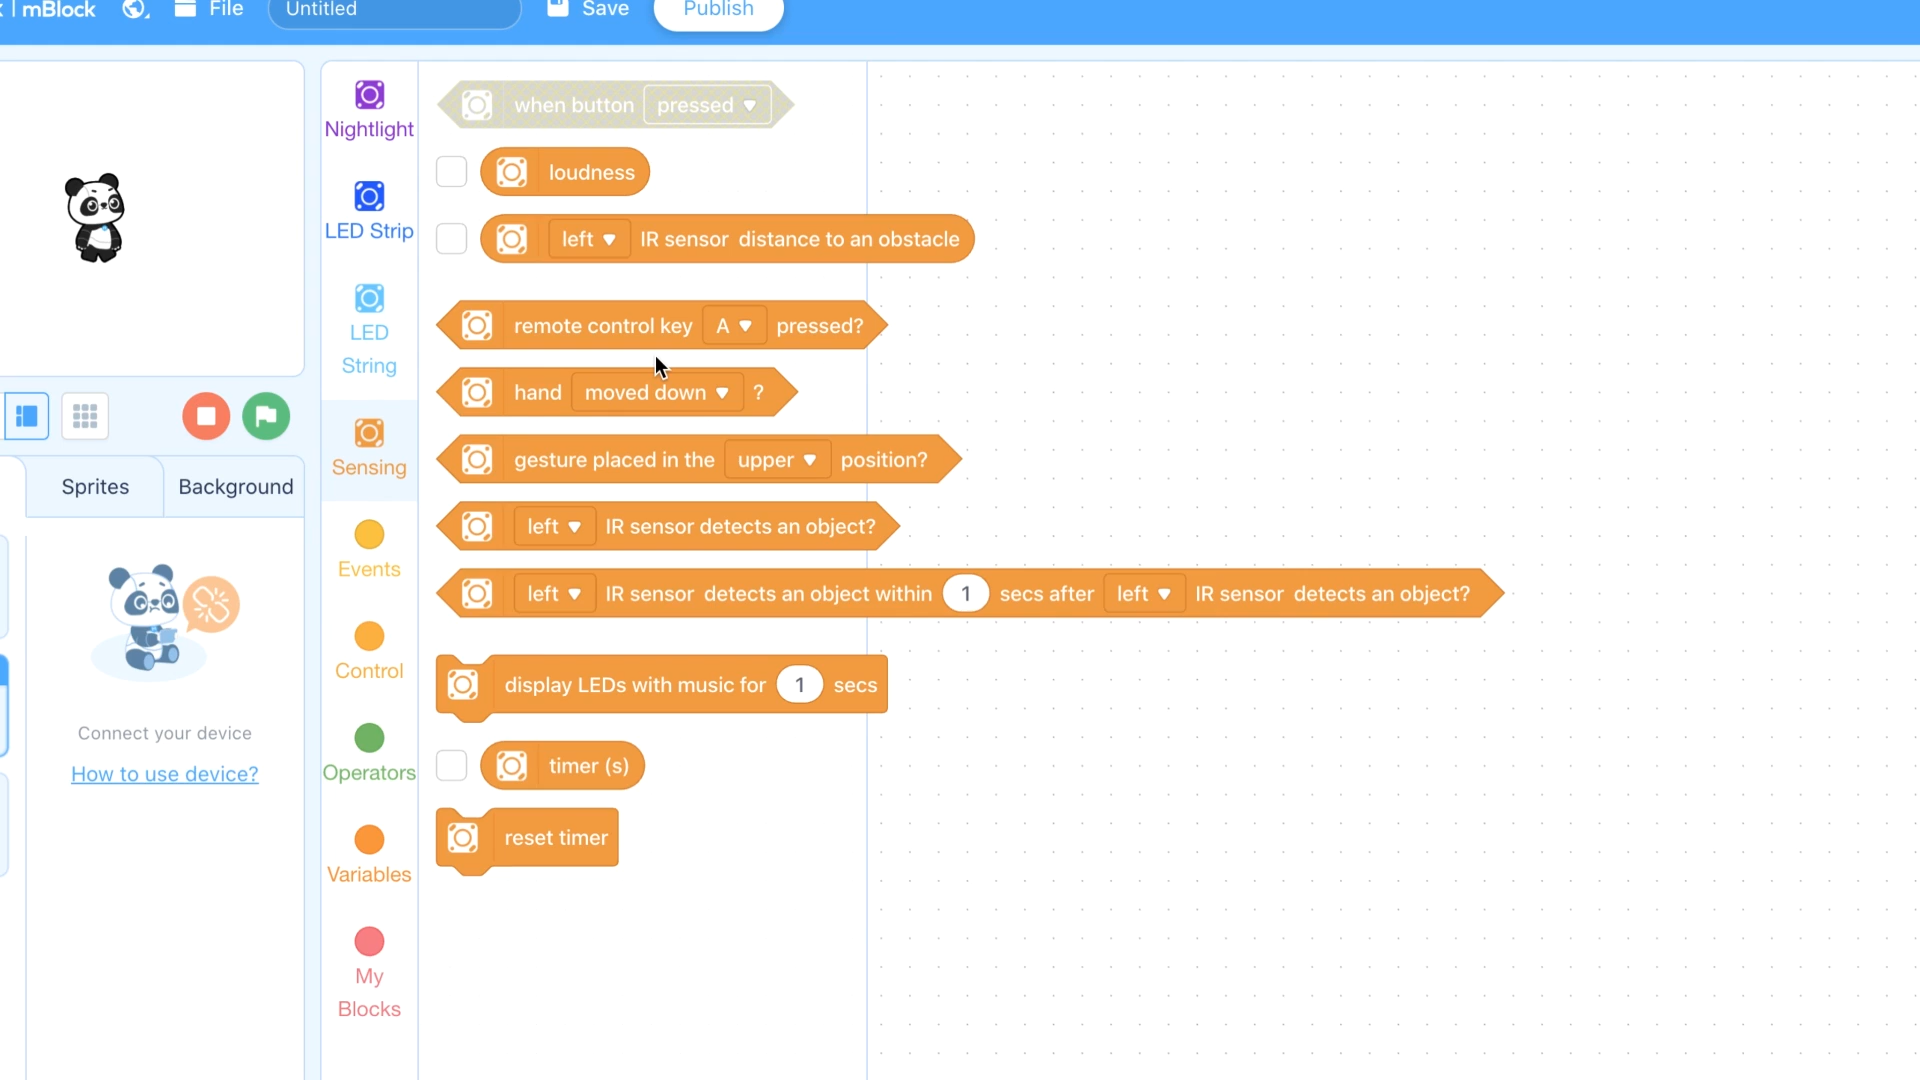 mBlock
File
Untitled
Save
Publish
Nightlight
LED Strip
LED
String
Sensing
Events
Control
Operators
Variables
My
Blocks
when button pressed
loudness
left IR sensor distance to an obstacle
remote control key A pressed?
hand moved down ?
gesture placed in the upper position?
left IR sensor detects an object?
left IR sensor detects an object within 1 secs after left IR sensor detects an object?
display LEDs with music for 1 secs
timer (s)
reset timer
Sprites
Background
Connect your device
How to use device?